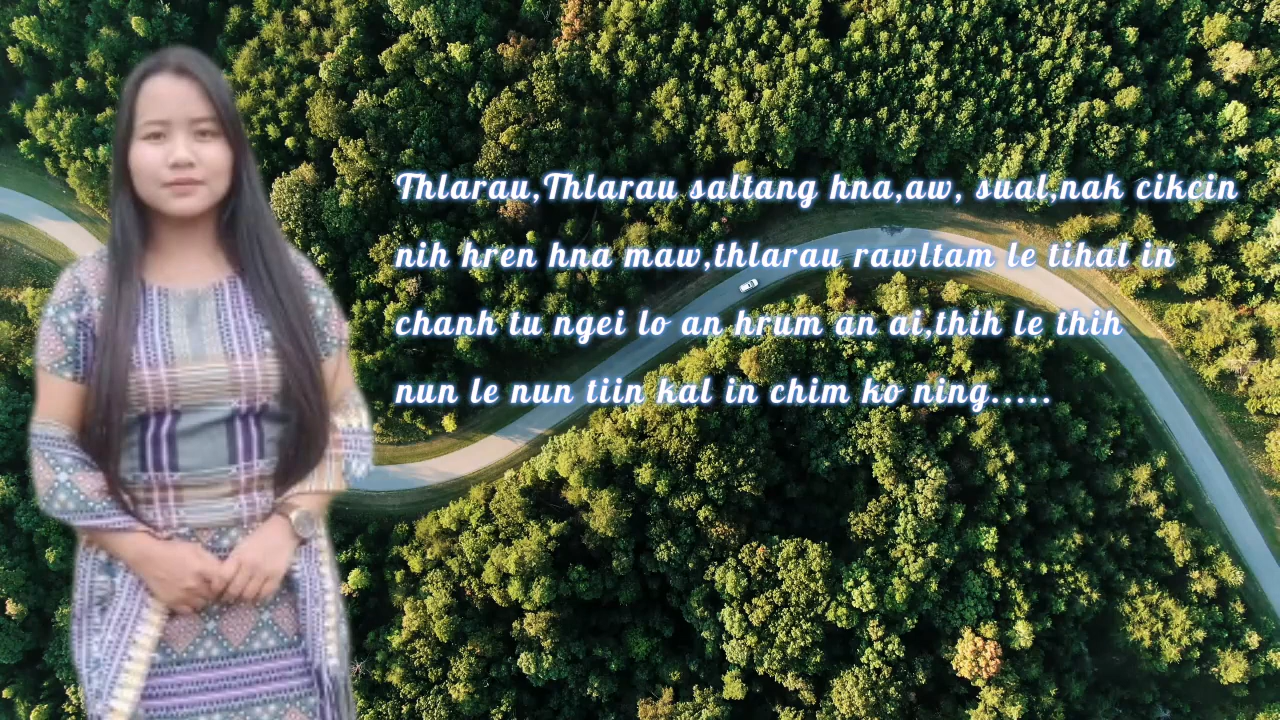 Thlarau,Thlarau saltang hna,aw, sual,nak cikcin
nih hren hna maw,thlarau rawltam le tihal in
chanh tu ngei lo an hrum an ai,thih le thih
nun le nun tiin kal in chim ko ning.....